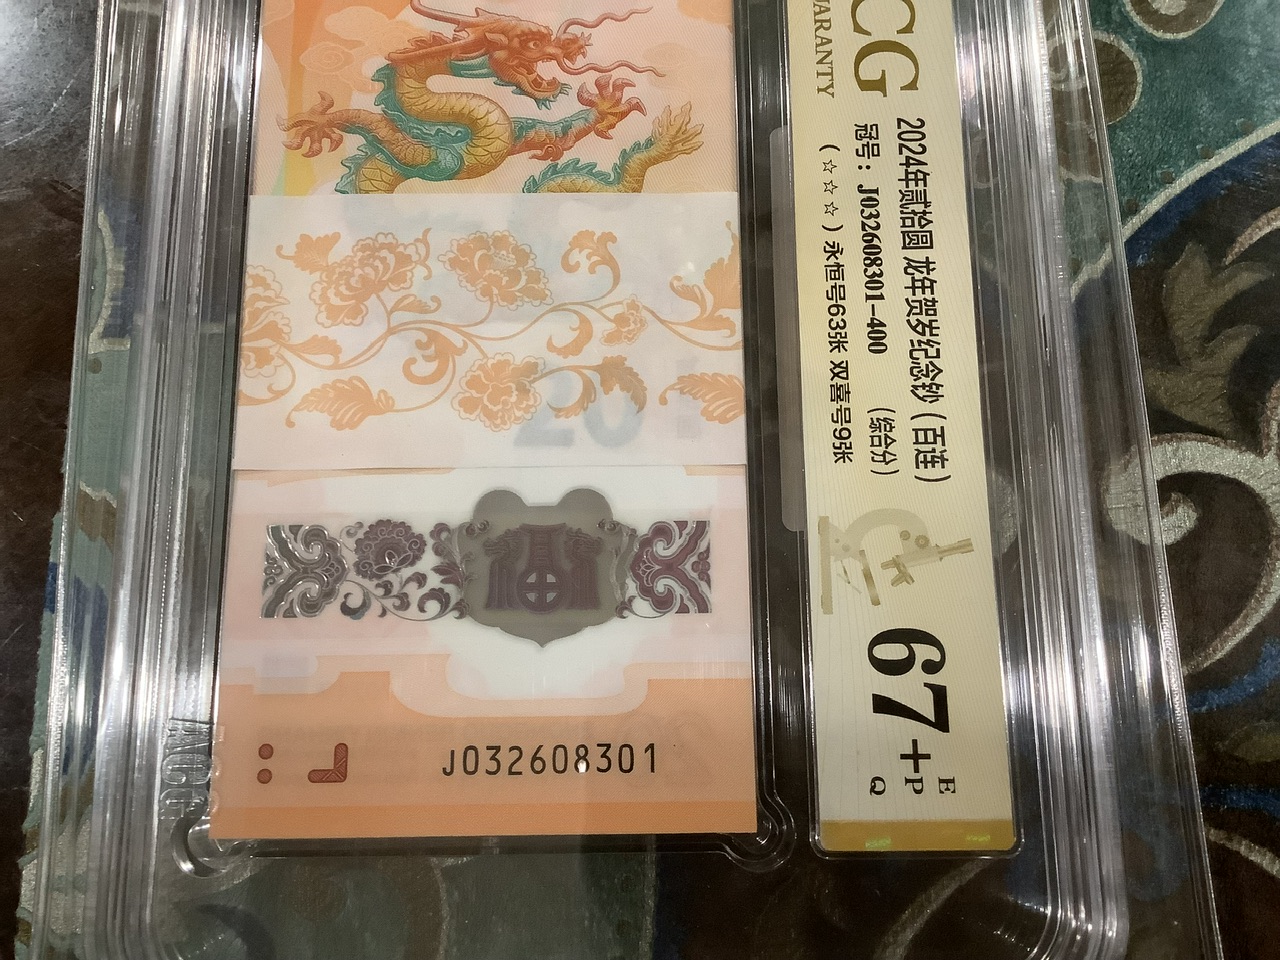 CG
ARANTY
2024年贰拾圆 龙年贺岁纪念钞（百连）
冠号：J032608301-400 （综合分）
（☆☆☆）永恒号63张 双喜号9张
67+
E
P
Q
20
福
J032608301
ACG